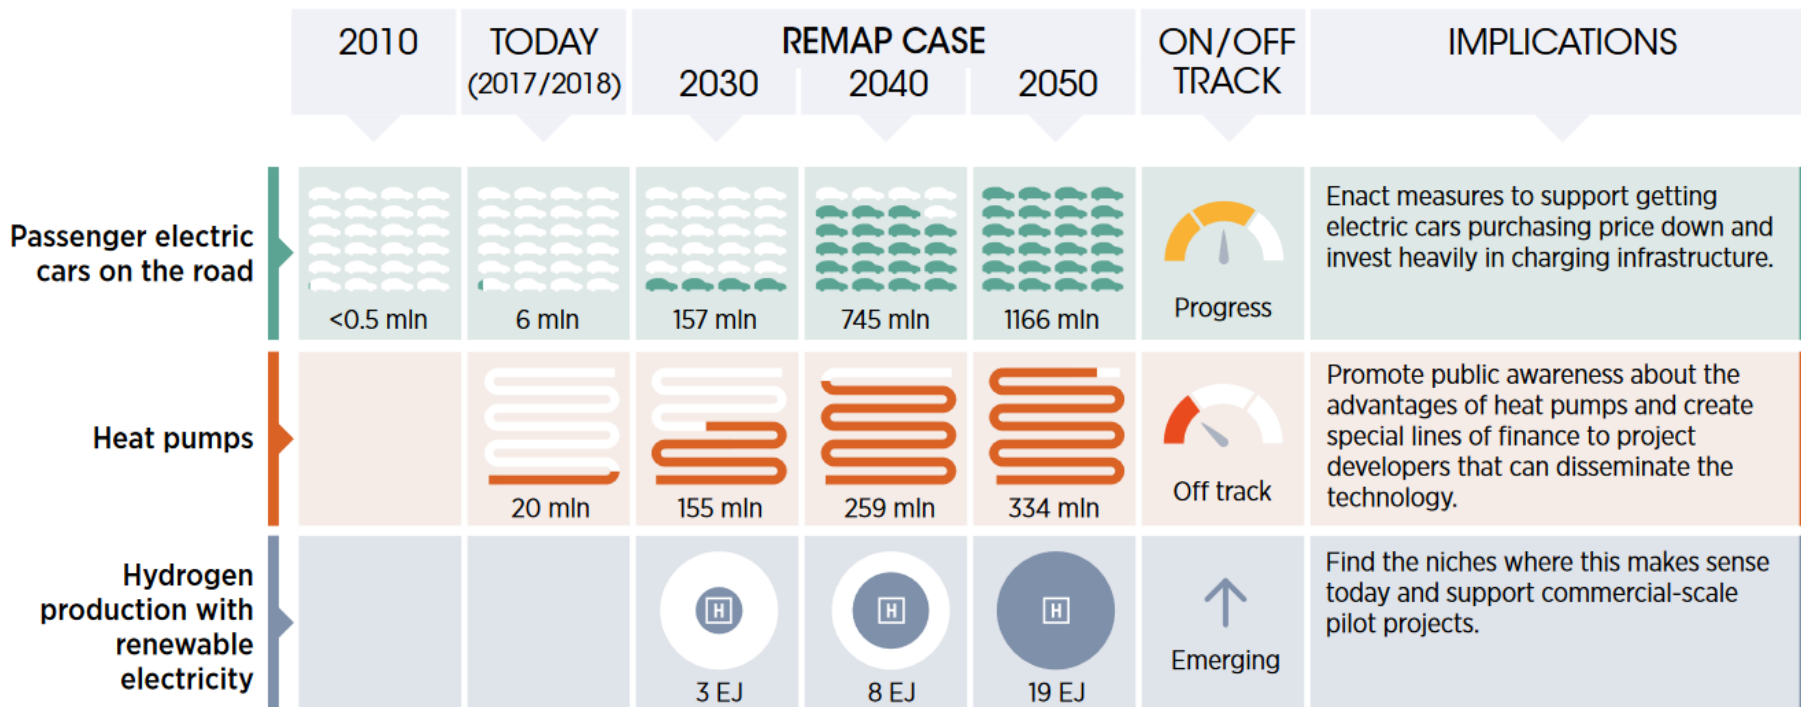 2010
TODAY
(2017/2018)
REMAP CASE
2030
2040
2050
ON/OFF
TRACK
IMPLICATIONS
Passenger electric
cars on the road
<0.5 mln
6 mln
157 mln
745 mln
1166 mln
Progress
Enact measures to support getting
electric cars purchasing price down and
invest heavily in charging infrastructure.
Heat pumps
20 mln
155 mln
259 mln
334 mln
Off track
Promote public awareness about the
advantages of heat pumps and create
special lines of finance to project
developers that can disseminate the
technology.
Hydrogen
production with
renewable
electricity
H
3 EJ
H
8 EJ
H
19 EJ
Emerging
Find the niches where this makes sense
today and support commercial-scale
pilot projects.